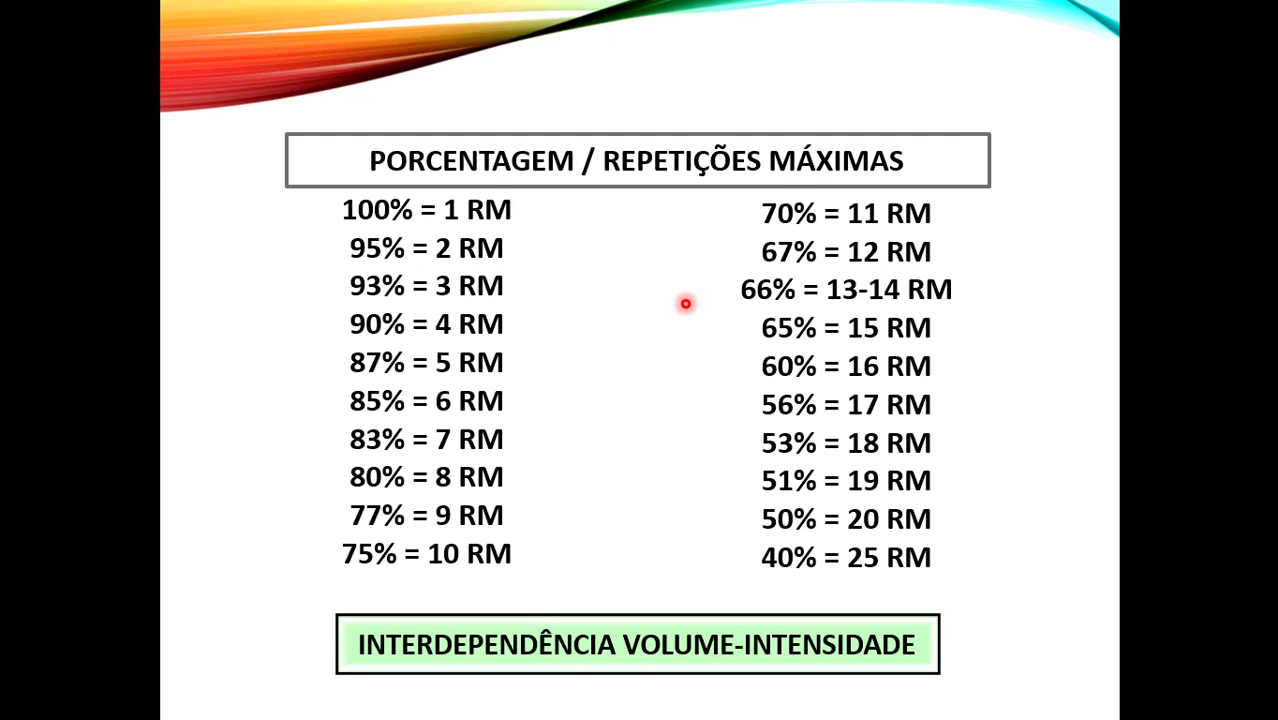 PORCENTAGEM / REPETIÇÕES MÁXIMAS
100% = 1 RM
95% = 2 RM
93% = 3 RM
90% = 4 RM
87% = 5 RM
85% = 6 RM
83% = 7 RM
80% = 8 RM
77% = 9 RM
75% = 10 RM
70% = 11 RM
67% = 12 RM
66% = 13-14 RM
65% = 15 RM
60% = 16 RM
56% = 17 RM
53% = 18 RM
51% = 19 RM
50% = 20 RM
40% = 25 RM
INTERDEPENDÊNCIA VOLUME-INTENSIDADE